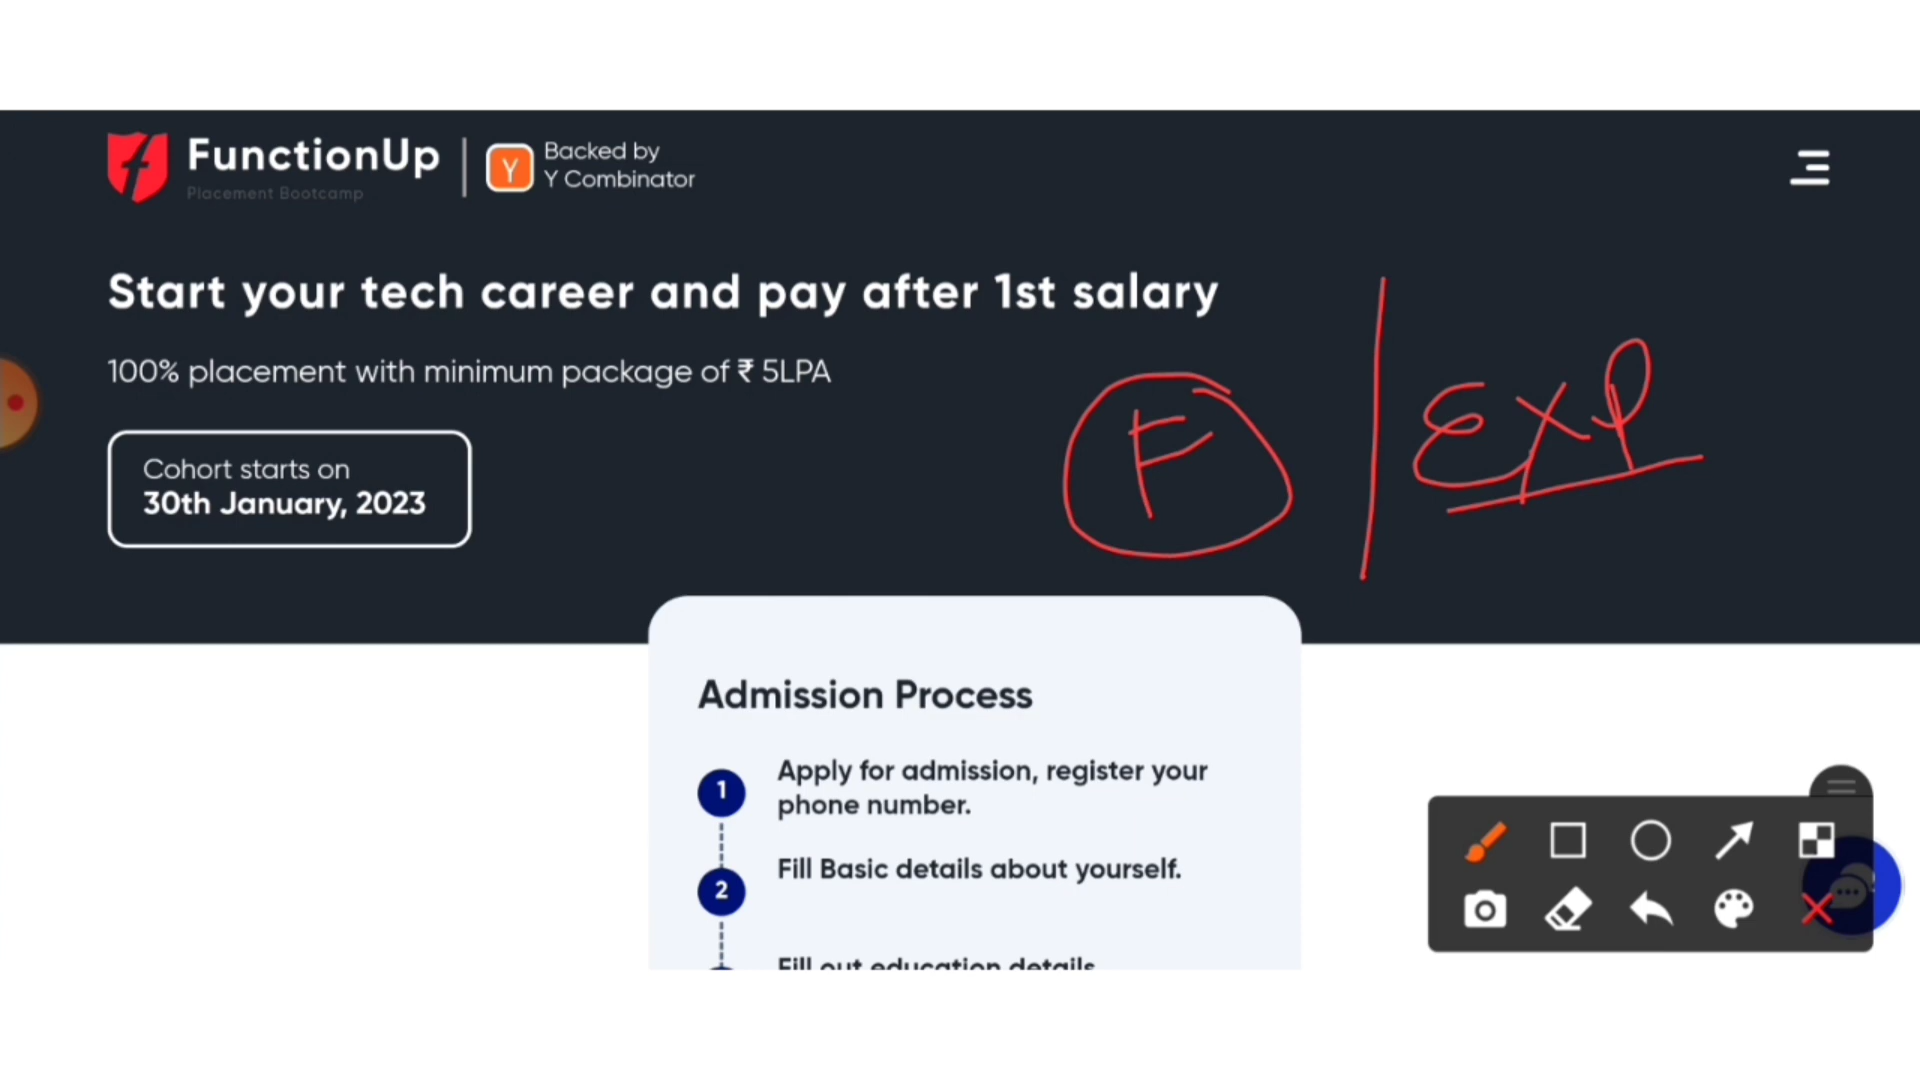 FunctionUp
Placement Bootcamp
Y
Backed by
Y Combinator
Start your tech career and pay after 1st salary
100% placement with minimum package of ₹ 5LPA
Cohort starts on
30th January, 2023
F
EXP
Admission Process
1
Apply for admission, register your
phone number.
2
Fill Basic details about yourself.
Fill out education details